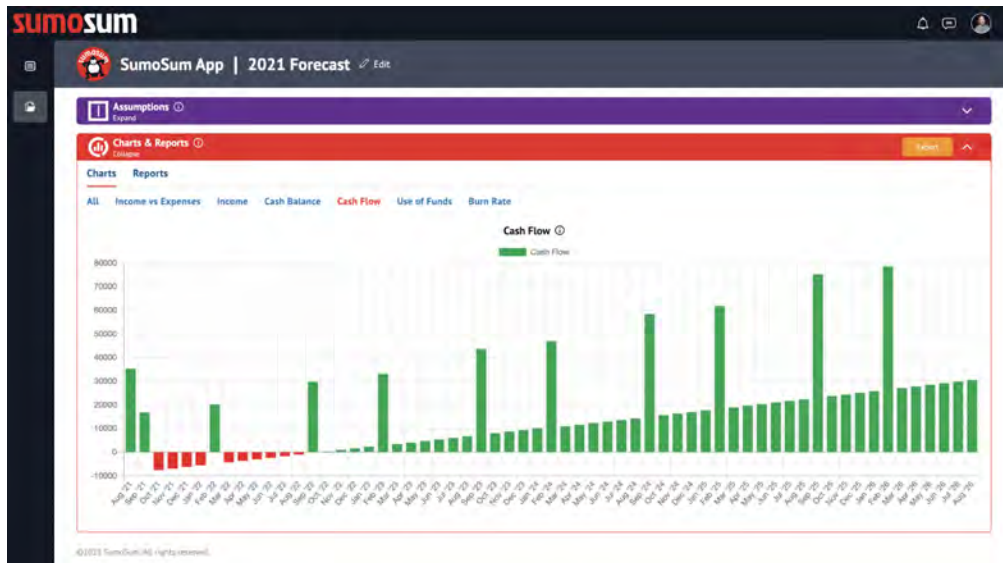 sumosum
SumoSum App | 2021 Forecast Edit
Assumptions
Expand
Charts & Reports
Collapse
Export
Charts Reports
All Income vs Expenses Income Cash Balance Cash Flow Use of Funds Burn Rate
Cash Flow
Cash Flow
80000
70000
60000
50000
40000
30000
20000
10000
0
-10000
Aug '21 Sep '21 Oct '21 Nov '21 Dec '21 Jan '22 Feb '22 Mar '22 Apr '22 May '22 Jun '22 Jul '22 Aug '22 Sep '22 Oct '22 Nov '22 Dec '22 Jan '23 Feb '23 Mar '23 Apr '23 May '23 Jun '23 Jul '23 Aug '23 Sep '23 Oct '23 Nov '23 Dec '23 Jan '24 Feb '24 Mar '24 Apr '24 May '24 Jun '24 Jul '24 Aug '24 Sep '24 Oct '24 Nov '24 Dec '24 Jan '25 Feb '25 Mar '25 Apr '25 May '25 Jun '25 Jul '25 Aug '25 Sep '25 Oct '25 Nov '25 Dec '25 Jan '26 Feb '26 Mar '26 Apr '26 May '26 Jun '26 Jul '26 Aug '26
SumoSum All rights reserved.